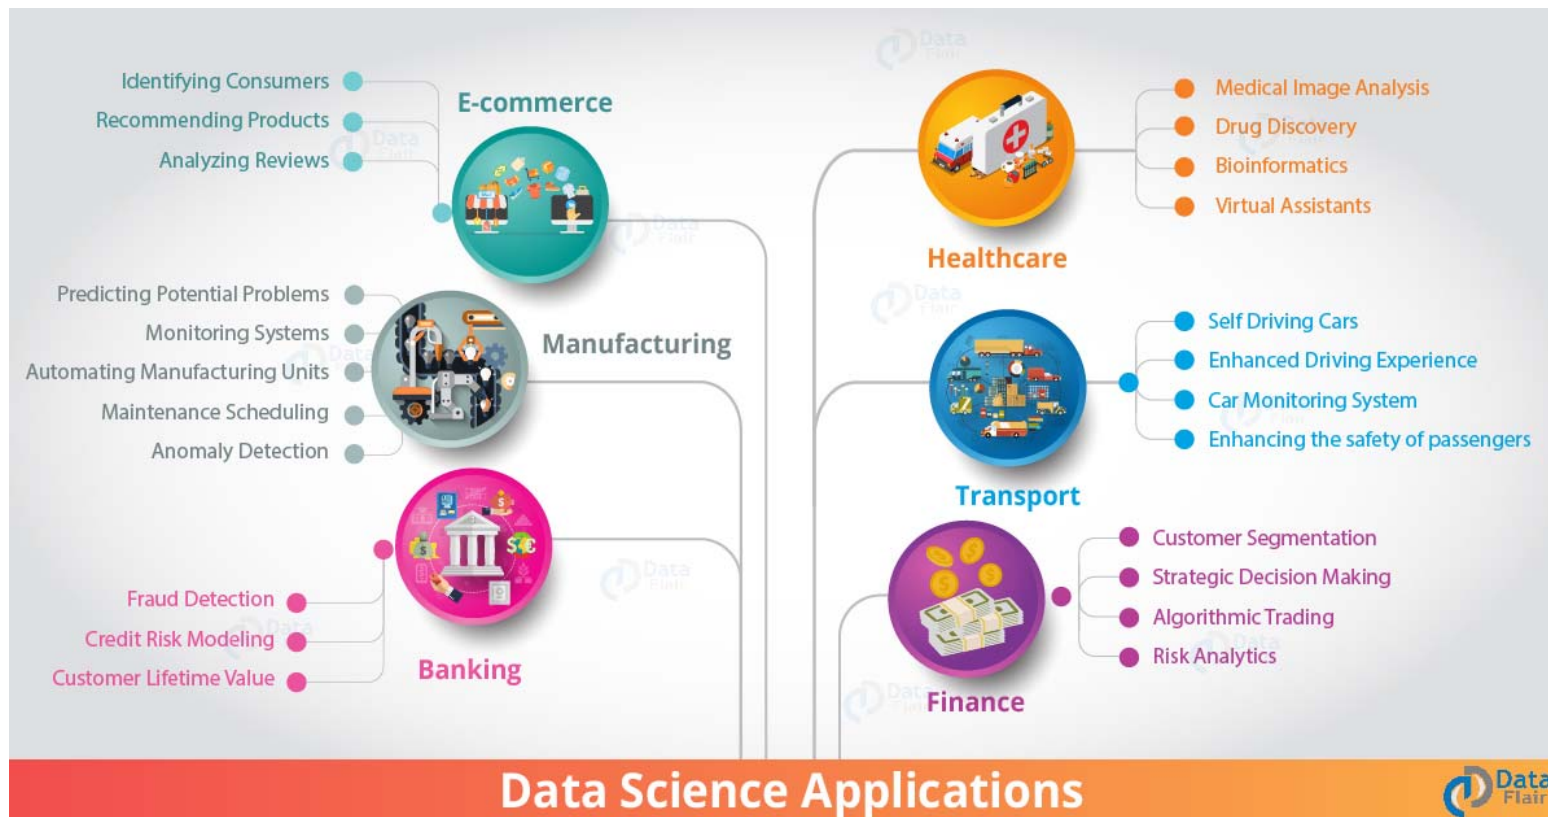 E-commerce
Identifying Consumers
Recommending Products
Analyzing Reviews
Manufacturing
Predicting Potential Problems
Monitoring Systems
Automating Manufacturing Units
Maintenance Scheduling
Anomaly Detection
Banking
Fraud Detection
Credit Risk Modeling
Customer Lifetime Value
Healthcare
Medical Image Analysis
Drug Discovery
Bioinformatics
Virtual Assistants
Transport
Self Driving Cars
Enhanced Driving Experience
Car Monitoring System
Enhancing the safety of passengers
Finance
Customer Segmentation
Strategic Decision Making
Algorithmic Trading
Risk Analytics
Data Science Applications
Data
Flair